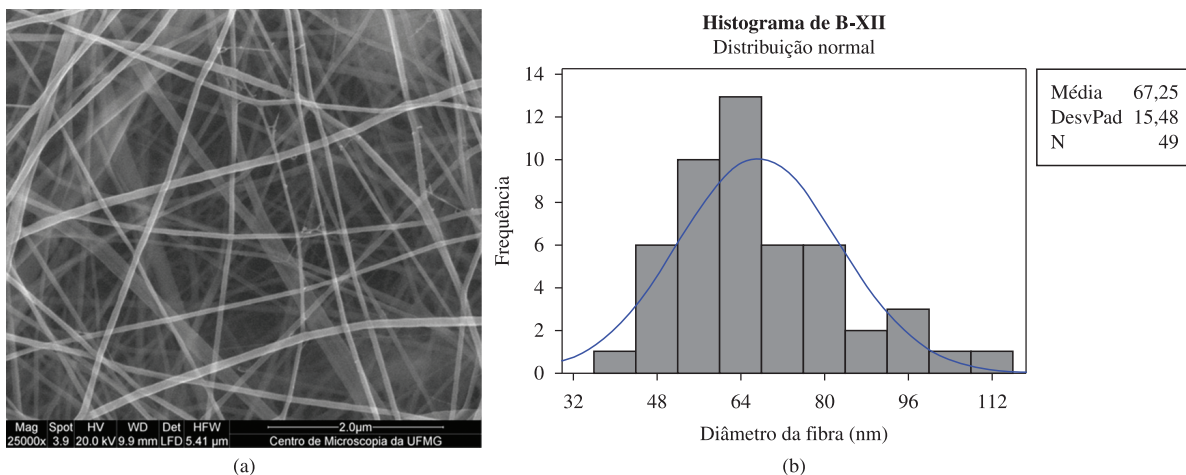 Mag Spot HV WD Det HFW
25000x 3.9 20.0 kV 9.9 mm LFD 5.41 µm
2.0µm
Centro de Microscopia da UFMG
(a)
Histograma de B-XII
Distribuição normal
Frequência
14
12
10
8
6
4
2
0
32 48 64 80 96 112
Diâmetro da fibra (nm)
Média 67,25
DesvPad 15,48
N 49
(b)